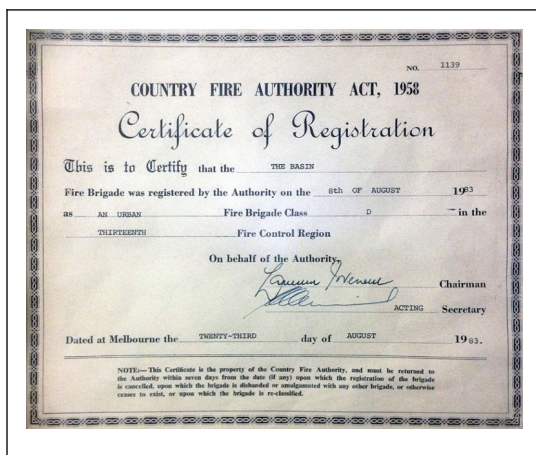 NO. 1139
COUNTRY FIRE AUTHORITY ACT, 1958
Certificate of Registration
This is to Certify that the THE BASIN
Fire Brigade was registered by the Authority on the 8th OF AUGUST 1983
as AN URBAN Fire Brigade Class D in the
THIRTEENTH Fire Control Region
On behalf of the Authority,
Chairman
ACTING Secretary
Dated at Melbourne the TWENTY-THIRD day of AUGUST 1983.
NOTE:—This Certificate is the property of the Country Fire Authority, and must be returned to
the Authority within seven days from the date (if any) upon which the registration of the brigade
is cancelled, upon which the brigade is disbanded or amalgamated with any other brigade, or otherwise
ceases to exist, or upon which the brigade is re-classified.